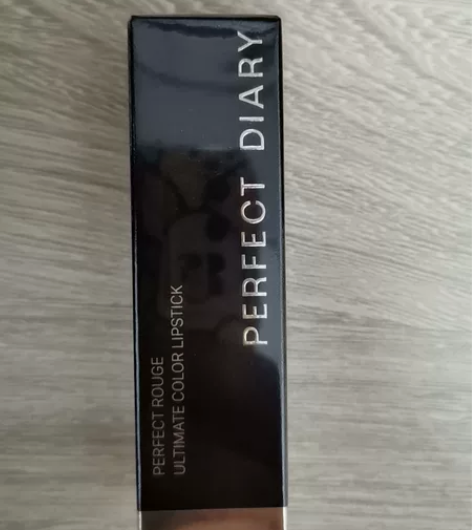 PERFECT DIARY
PERFECT ROUGE
ULTIMATE COLOR LIPSTICK